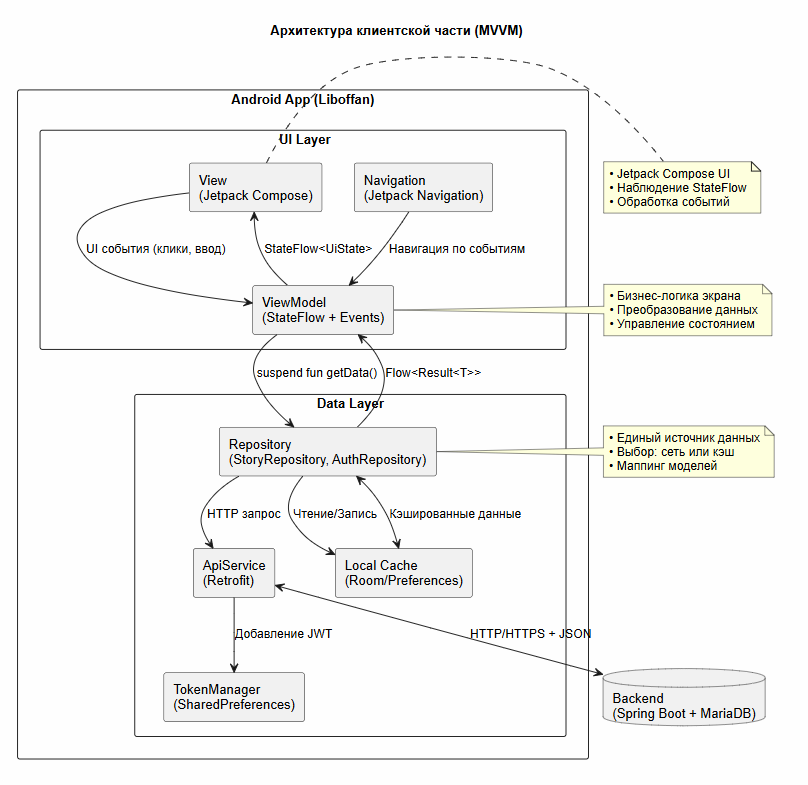 Архитектура клиентской части (MVVM)
Android App (Liboffan)
UI Layer
View
(Jetpack Compose)
Navigation
(Jetpack Navigation)
• Jetpack Compose UI
• Наблюдение StateFlow
• Обработка событий
UI события (клики, ввод)
StateFlow<UiState>
Навигация по событиям
ViewModel
(StateFlow + Events)
• Бизнес-логика экрана
• Преобразование данных
• Управление состоянием
suspend fun getData()
Flow<Result<T>>
Data Layer
Repository
(StoryRepository, AuthRepository)
• Единый источник данных
• Выбор: сеть или кэш
• Маппинг моделей
HTTP запрос
Чтение/Запись
Кэшированные данные
ApiService
(Retrofit)
Local Cache
(Room/Preferences)
Добавление JWT
HTTP/HTTPS + JSON
TokenManager
(SharedPreferences)
Backend
(Spring Boot + MariaDB)